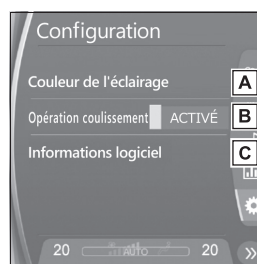 Configuration
Couleur de l'éclairage A
Opération coulissement ACTIVÉ B
Informations logiciel C
20 AUTO 20